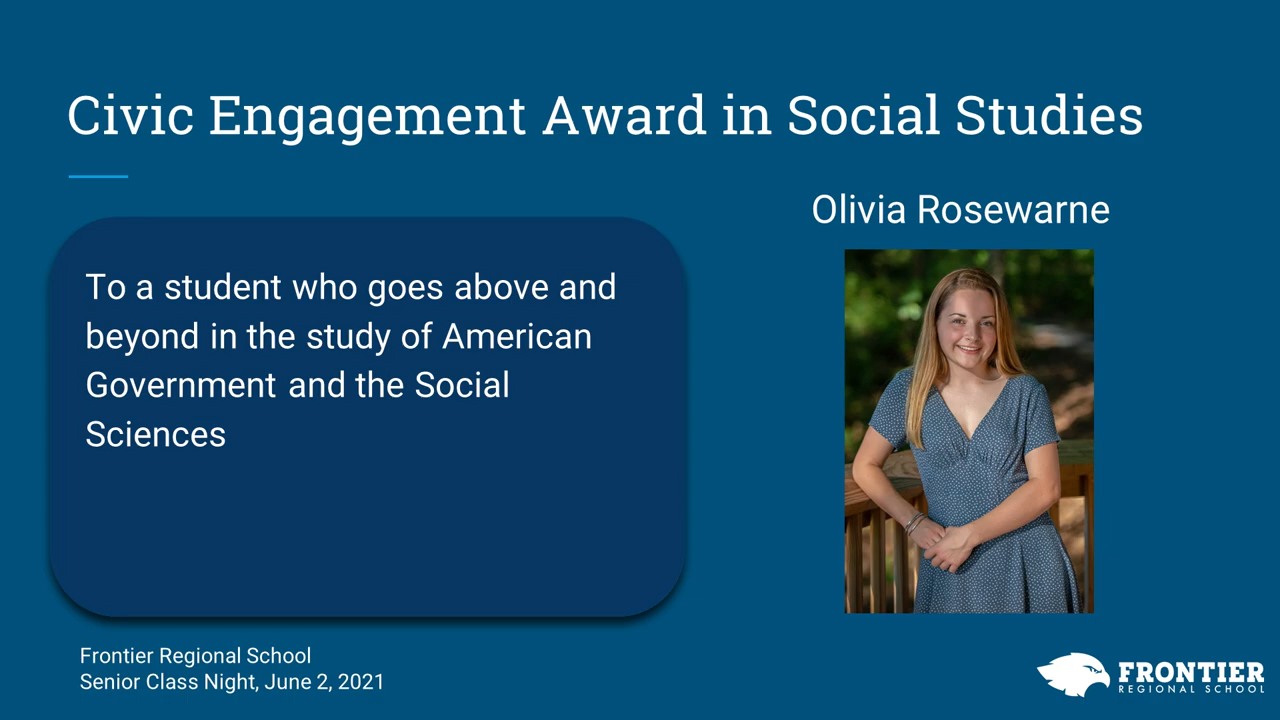 Civic Engagement Award in Social Studies
Olivia Rosewarne
To a student who goes above and
beyond in the study of American
Government and the Social
Sciences
Frontier Regional School
Senior Class Night, June 2, 2021
FRONTIER
REGIONAL SCHOOL